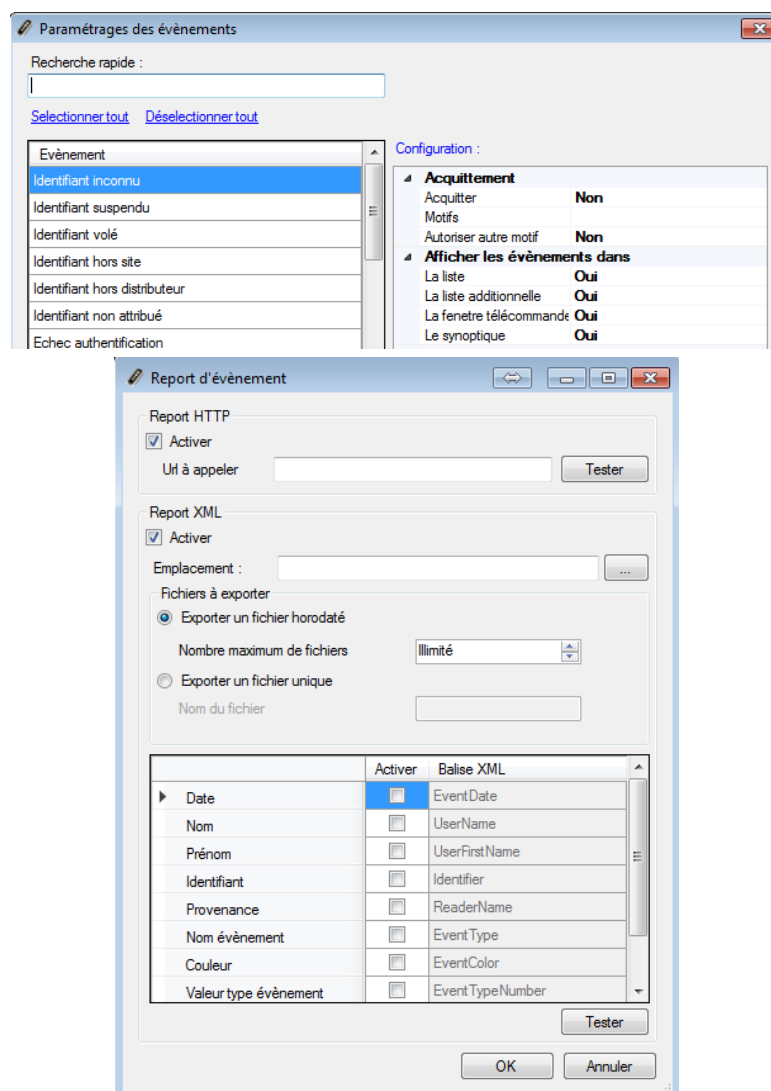 Paramétrages des évènements
Recherche rapide :
Selectionner tout Déselectionner tout
Evènement
Identifiant inconnu
Identifiant suspendu
Identifiant volé
Identifiant hors site
Identifiant hors distributeur
Identifiant non attribué
Echec authentification
Configuration :
Acquittement
Acquitter Non
Motifs
Autoriser autre motif Non
Afficher les évènements dans
La liste Oui
La liste additionnelle Oui
La fenetre télécommande Oui
Le synoptique Oui
Report d'évènement
Report HTTP
Activer
Url à appeler Tester
Report XML
Activer
Emplacement : ...
Fichiers à exporter
Exporter un fichier horodaté
Nombre maximum de fichiers Illimité
Exporter un fichier unique
Nom du fichier
Activer Balise XML
Date EventDate
Nom UserName
Prénom UserFirstName
Identifiant Identifier
Provenance ReaderName
Nom évènement EventType
Couleur EventColor
Valeur type évènement EventTypeNumber
Tester
OK Annuler